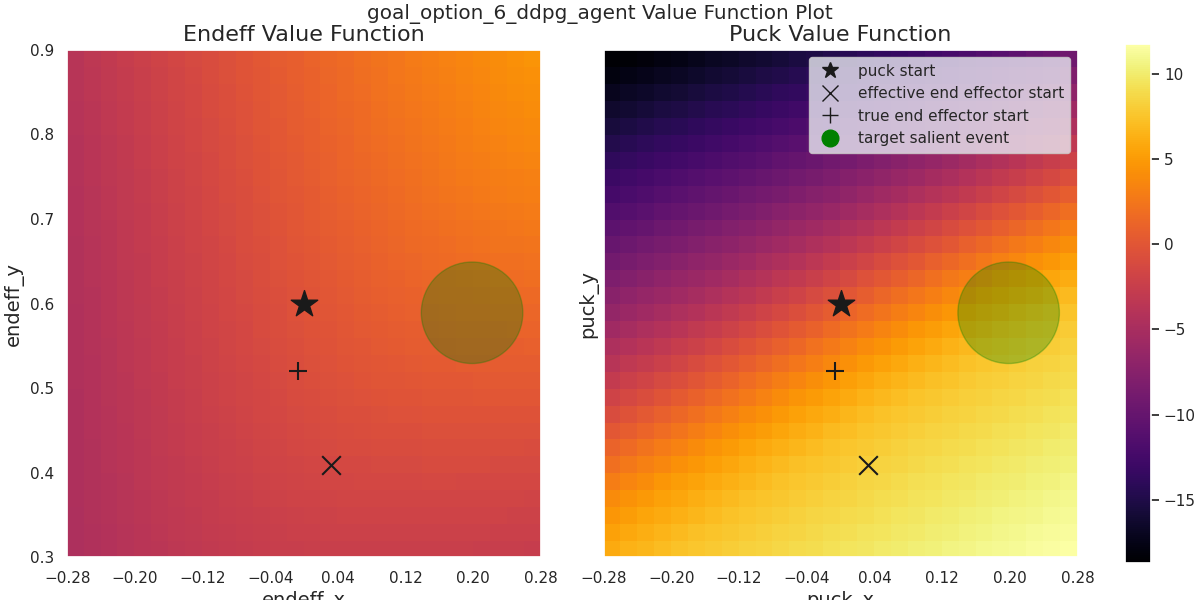 goal_option_6_ddpg_agent Value Function Plot
Endeff Value Function
Puck Value Function
puck start
effective end effector start
true end effector start
target salient event
0.9
0.8
0.7
0.6
0.5
0.4
0.3
endeff_y
−0.28 −0.20 −0.12 −0.04 0.04 0.12 0.20 0.28
endeff_x
puck_y
−0.28 −0.20 −0.12 −0.04 0.04 0.12 0.20 0.28
puck_x
10
5
0
−5
−10
−15